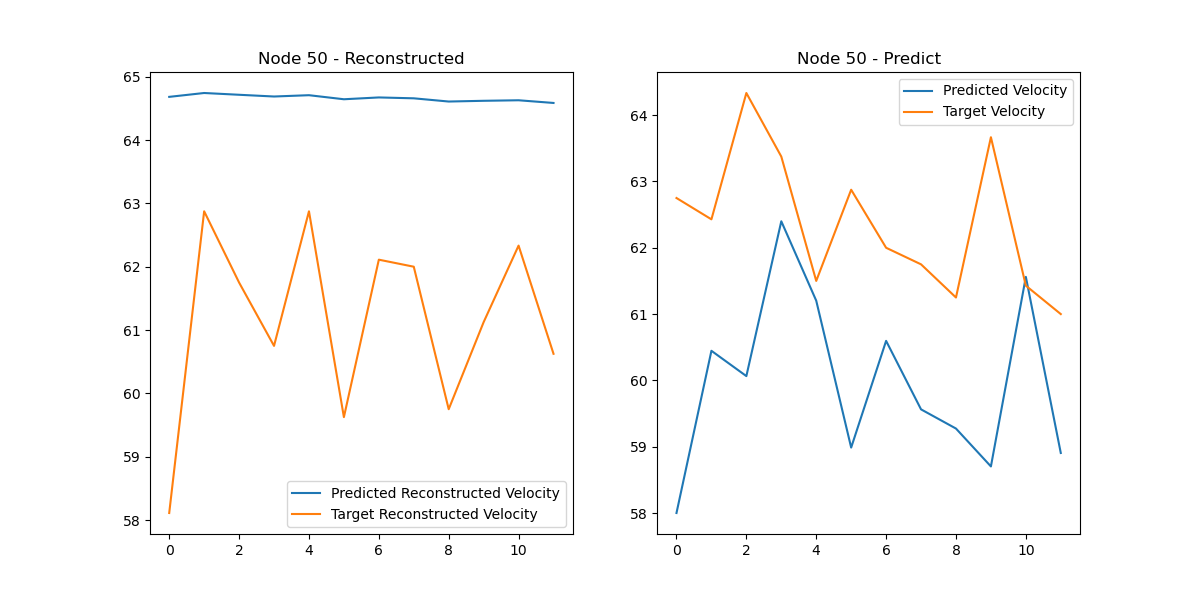 Node 50 - Reconstructed
65
64
63
62
61
60
59
58
0 2 4 6 8 10
Predicted Reconstructed Velocity
Target Reconstructed Velocity
Node 50 - Predict
64
63
62
61
60
59
58
0 2 4 6 8 10
Predicted Velocity
Target Velocity